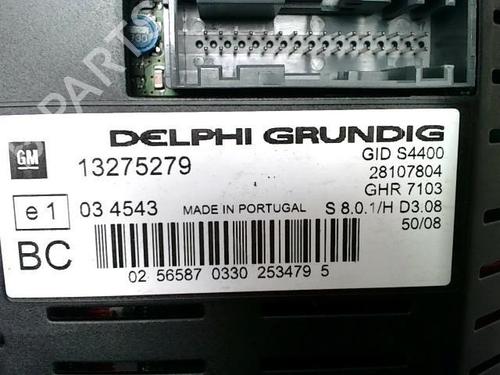 DELPHI GRUNDIG
GM
13275279
GID S4400
28107804
GHR 7103
e 1
03 4543
MADE IN PORTUGAL
S 8.0.1/H D3.08
50/08
BC
02 56587 0330 253479 5